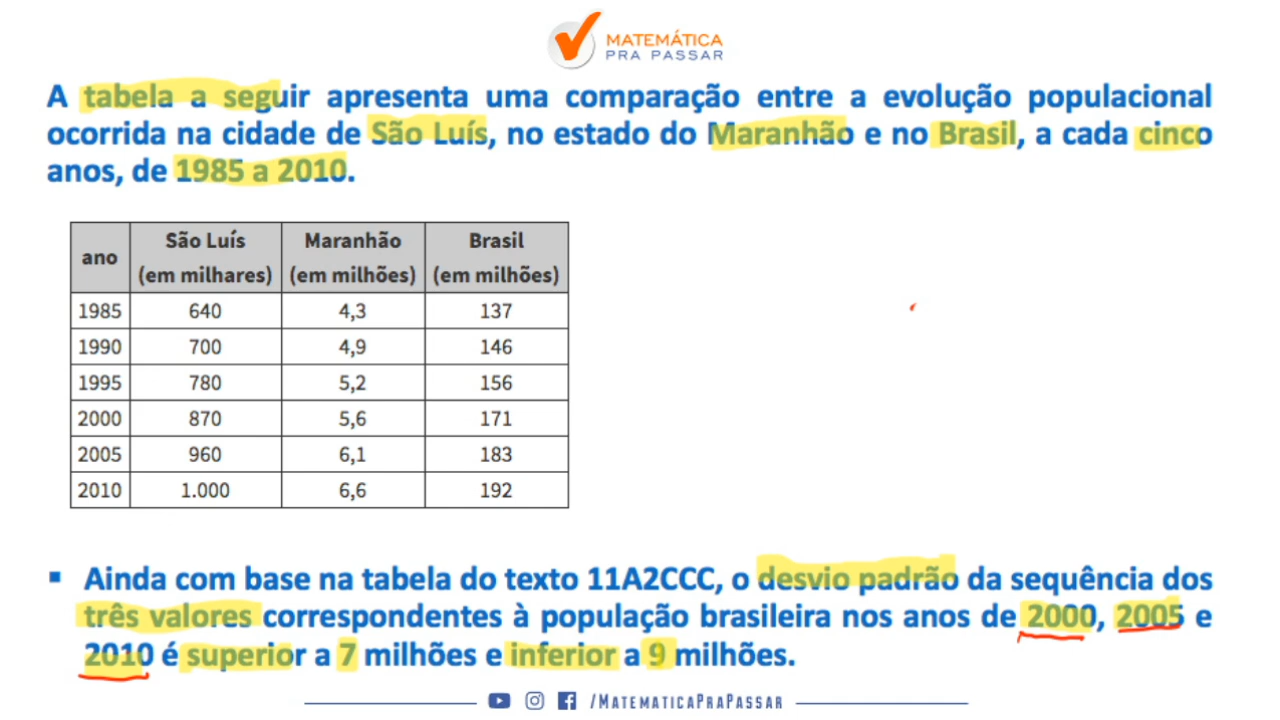 MATEMÁTICA
PRA PASSAR
A tabela a seguir apresenta uma comparação entre a evolução populacional
ocorrida na cidade de São Luís, no estado do Maranhão e no Brasil, a cada cinco
anos, de 1985 a 2010.
ano São Luís (em milhares) Maranhão (em milhões) Brasil (em milhões)
1985 640 4,3 137
1990 700 4,9 146
1995 780 5,2 156
2000 870 5,6 171
2005 960 6,1 183
2010 1.000 6,6 192
▪ Ainda com base na tabela do texto 11A2CCC, o desvio padrão da sequência dos
três valores correspondentes à população brasileira nos anos de 2000, 2005 e
2010 é superior a 7 milhões e inferior a 9 milhões.
/MATEMATICAPRAPASSAR